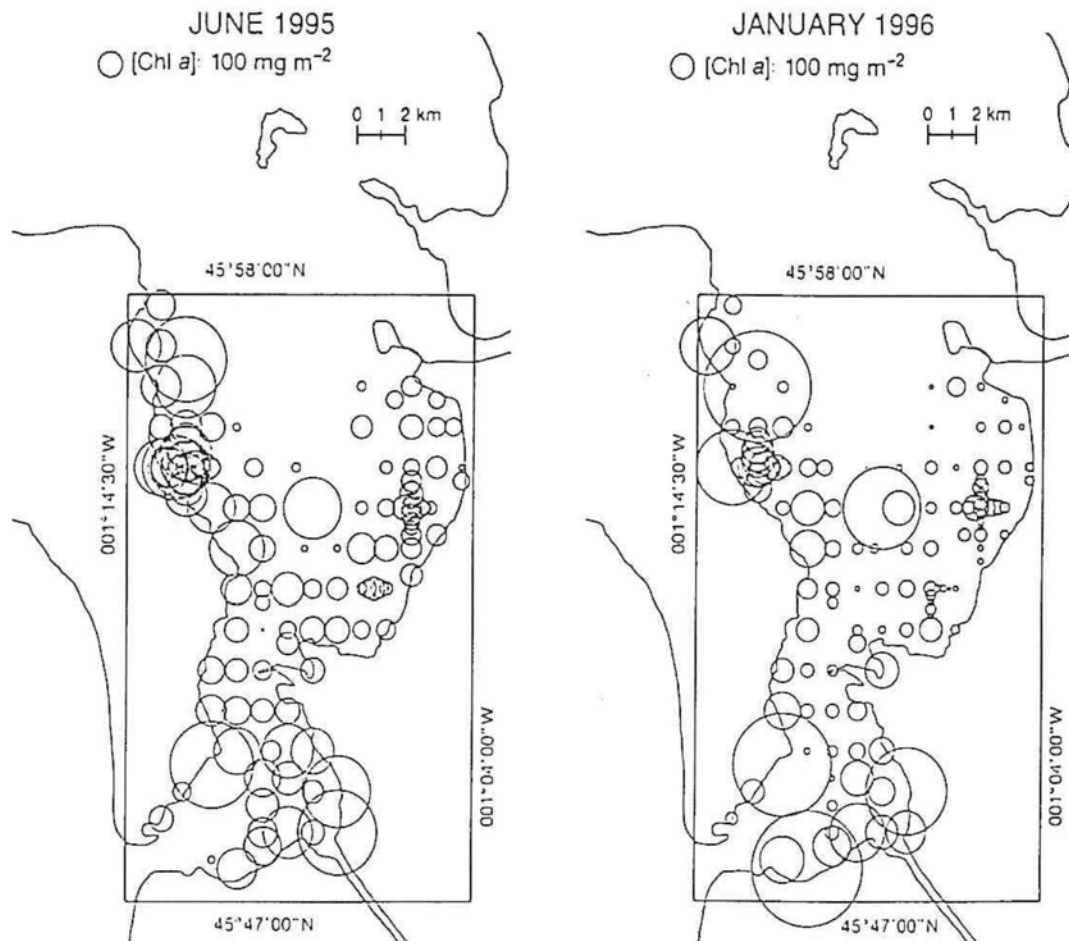 JUNE 1995
[Chl a]: 100 mg m⁻²
0 1 2 km
45°58'00"N
001°14'30"W
001°04'00"W
45°47'00"N
JANUARY 1996
[Chl a]: 100 mg m⁻²
0 1 2 km
45°58'00"N
001°14'30"W
001°04'00"W
45°47'00"N